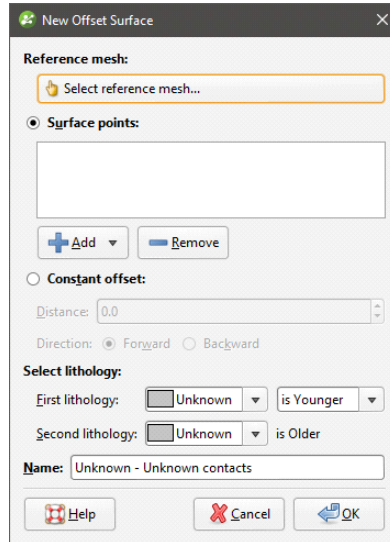 New Offset Surface
Reference mesh:
Select reference mesh...
Surface points:
Add Remove
Constant offset:
Distance: 0.0
Direction: Forward Backward
Select lithology:
First lithology: Unknown is Younger
Second lithology: Unknown is Older
Name: Unknown - Unknown contacts
Help Cancel OK